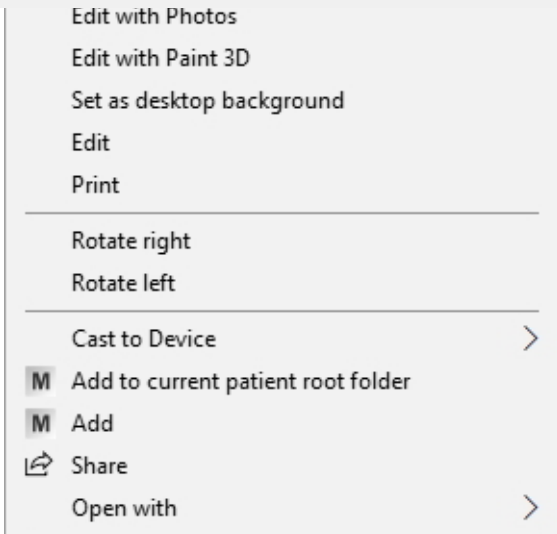 Edit with Photos
Edit with Paint 3D
Set as desktop background
Edit
Print
Rotate right
Rotate left
Cast to Device
M Add to current patient root folder
M Add
Share
Open with